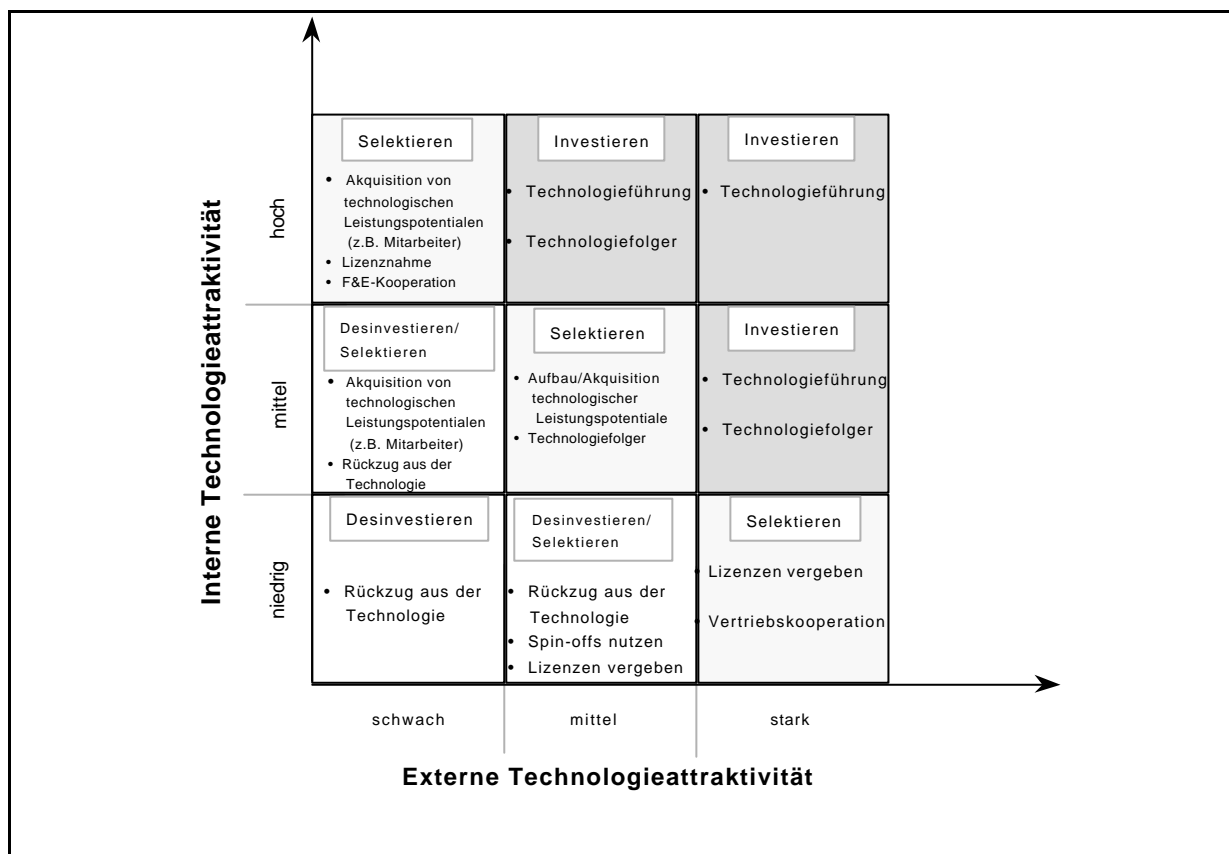 Interne Technologieattraktivität
hoch
Selektieren
• Akquisition von
technologischen
Leistungspotentialen
(z.B. Mitarbeiter)
• Lizenznahme
• F&E-Kooperation
Investieren
• Technologieführung
• Technologiefolger
Investieren
• Technologieführung
mittel
Desinvestieren/
Selektieren
• Akquisition von
technologischen
Leistungspotentialen
(z.B. Mitarbeiter)
• Rückzug aus der
Technologie
Selektieren
• Aufbau/Akquisition
technologischer
Leistungspotentiale
• Technologiefolger
Investieren
• Technologieführung
• Technologiefolger
niedrig
Desinvestieren
• Rückzug aus der
Technologie
Desinvestieren/
Selektieren
• Rückzug aus der
Technologie
• Spin-offs nutzen
• Lizenzen vergeben
Selektieren
• Lizenzen vergeben
• Vertriebskooperation
schwach
mittel
stark
Externe Technologieattraktivität